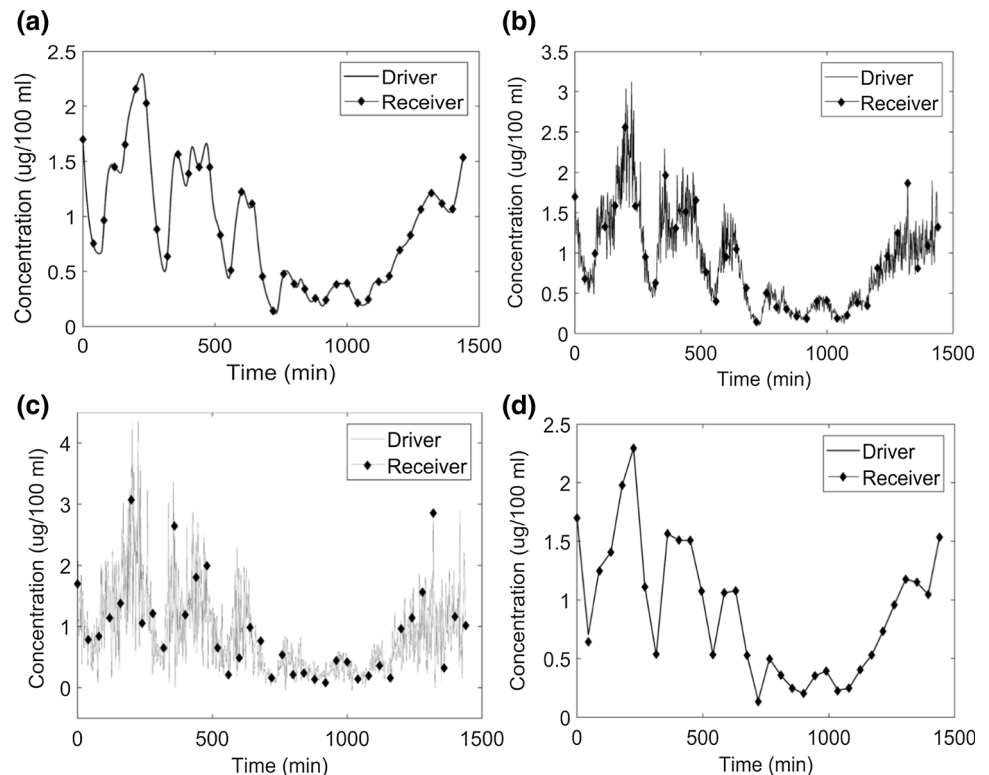 (a)
Concentration (ug/100 ml)
2.5
2
1.5
1
0.5
0
Driver
Receiver
0 500 1000 1500
Time (min)
(b)
Concentration (ug/100 ml)
3.5
3
2.5
2
1.5
1
0.5
0
Driver
Receiver
0 500 1000 1500
Time (min)
(c)
Concentration (ug/100 ml)
4
3
2
1
0
Driver
Receiver
0 500 1000 1500
Time (min)
(d)
Concentration (ug/100 ml)
2.5
2
1.5
1
0.5
0
Driver
Receiver
0 500 1000 1500
Time (min)